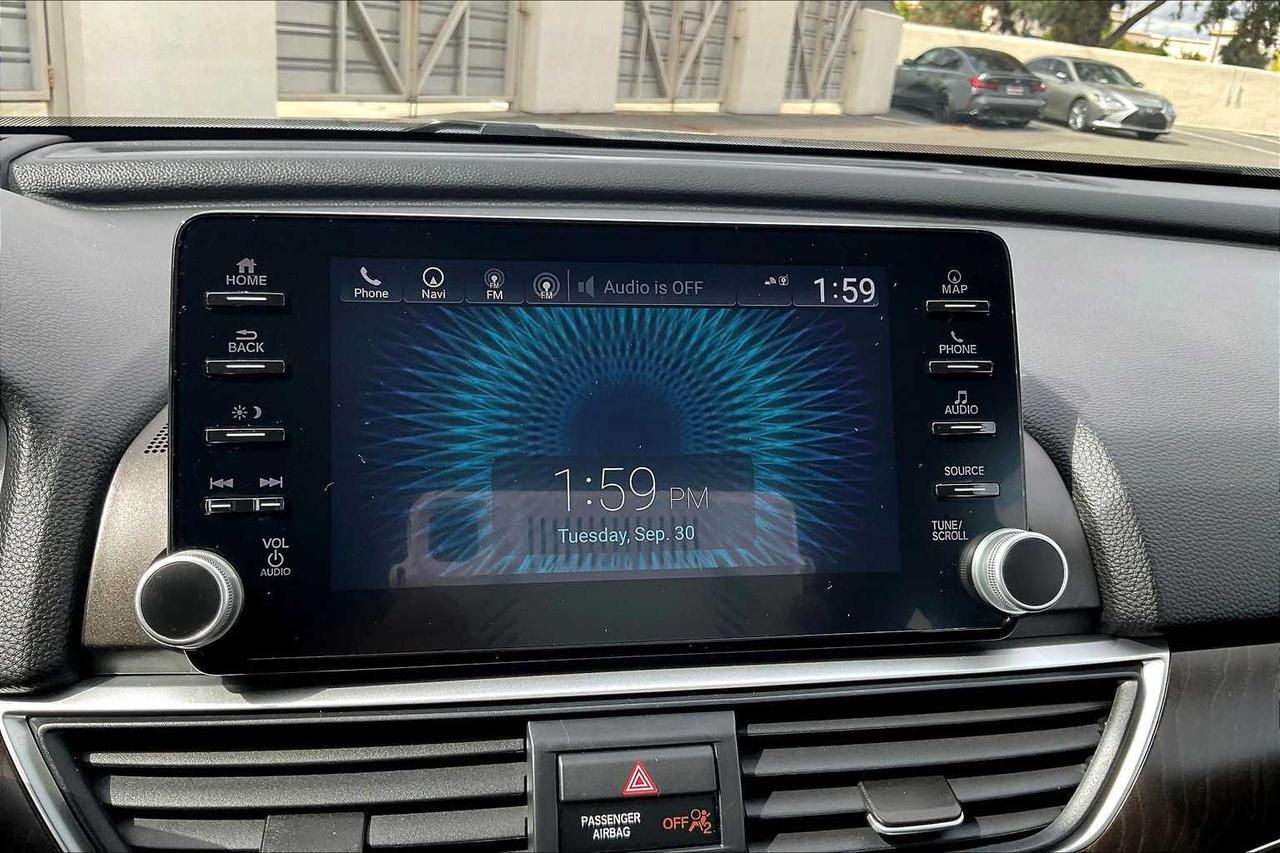 HOME
BACK
VOL
AUDIO
Phone
Navi
FM
FM
Audio is OFF
1:59
1:59 PM
Tuesday, Sep. 30
MAP
PHONE
AUDIO
SOURCE
TUNE/
SCROLL
PASSENGER
AIRBAG
OFF
2